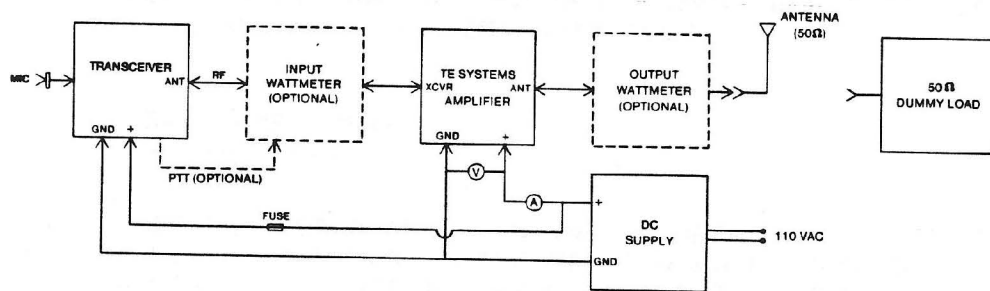 MIC
TRANSCEIVER
ANT
GND
+
RF
PTT (OPTIONAL)
INPUT
WATTMETER
(OPTIONAL)
TE SYSTEMS
XCVR
ANT
AMPLIFIER
GND
+
V
A
FUSE
OUTPUT
WATTMETER
(OPTIONAL)
ANTENNA
(50Ω)
50Ω
DUMMY LOAD
+
DC
SUPPLY
GND
110 VAC